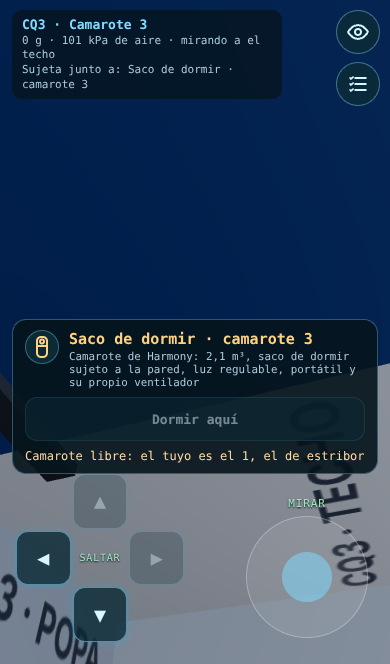 CQ3 · Camarote 3
0 g · 101 kPa de aire · mirando a el
techo
Sujeta junto a: Saco de dormir ·
camarote 3
Saco de dormir · camarote 3
Camarote de Harmony: 2,1 m³, saco de dormir
sujeto a la pared, luz regulable, portátil y
su propio ventilador
Dormir aquí
Camarote libre: el tuyo es el 1, el de estribor
MIRAR
SALTAR
CQ3 · TECHO
3 · POPA